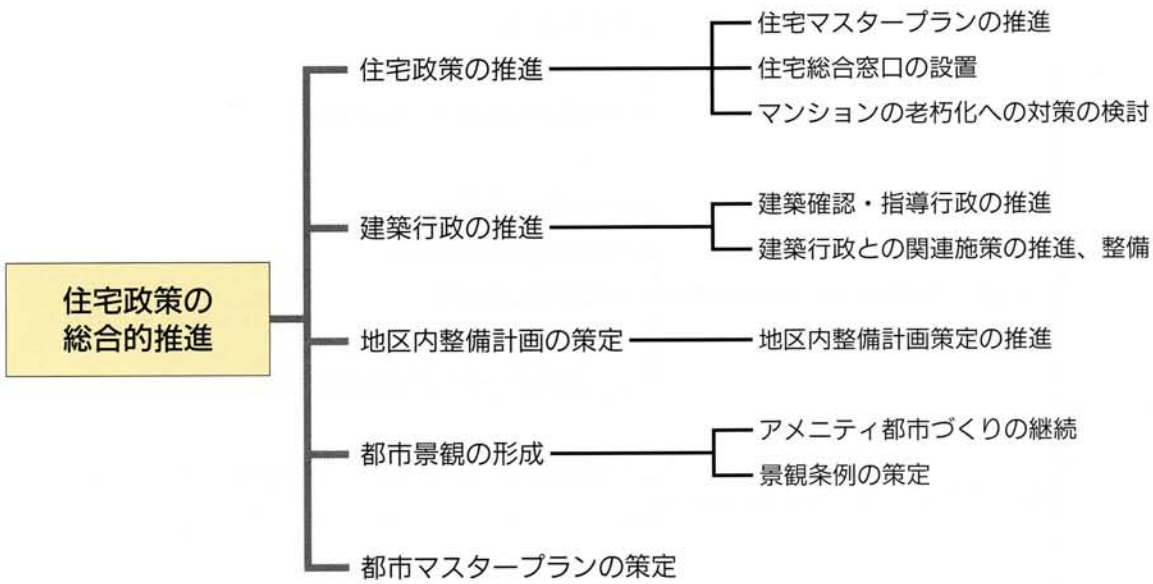 住宅政策の
総合的推進
住宅政策の推進
住宅マスタープランの推進
住宅総合窓口の設置
マンションの老朽化への対策の検討
建築行政の推進
建築確認・指導行政の推進
建築行政との関連施策の推進、整備
地区内整備計画の策定
地区内整備計画策定の推進
都市景観の形成
アメニティ都市づくりの継続
景観条例の策定
都市マスタープランの策定